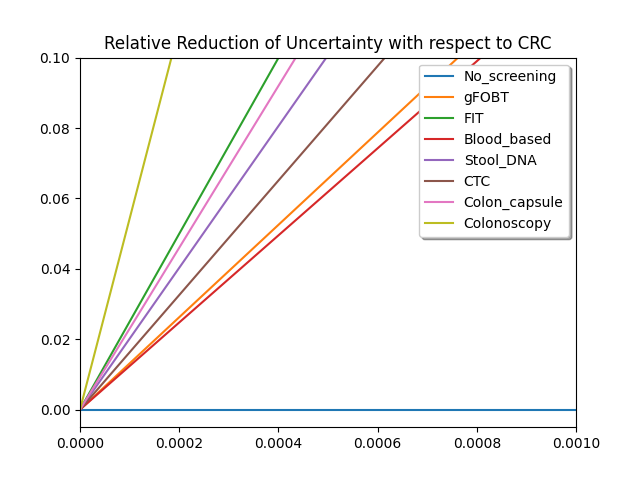 Relative Reduction of Uncertainty with respect to CRC
0.10
0.08
0.06
0.04
0.02
0.00
0.0000 0.0002 0.0004 0.0006 0.0008 0.0010
No_screening
gFOBT
FIT
Blood_based
Stool_DNA
CTC
Colon_capsule
Colonoscopy